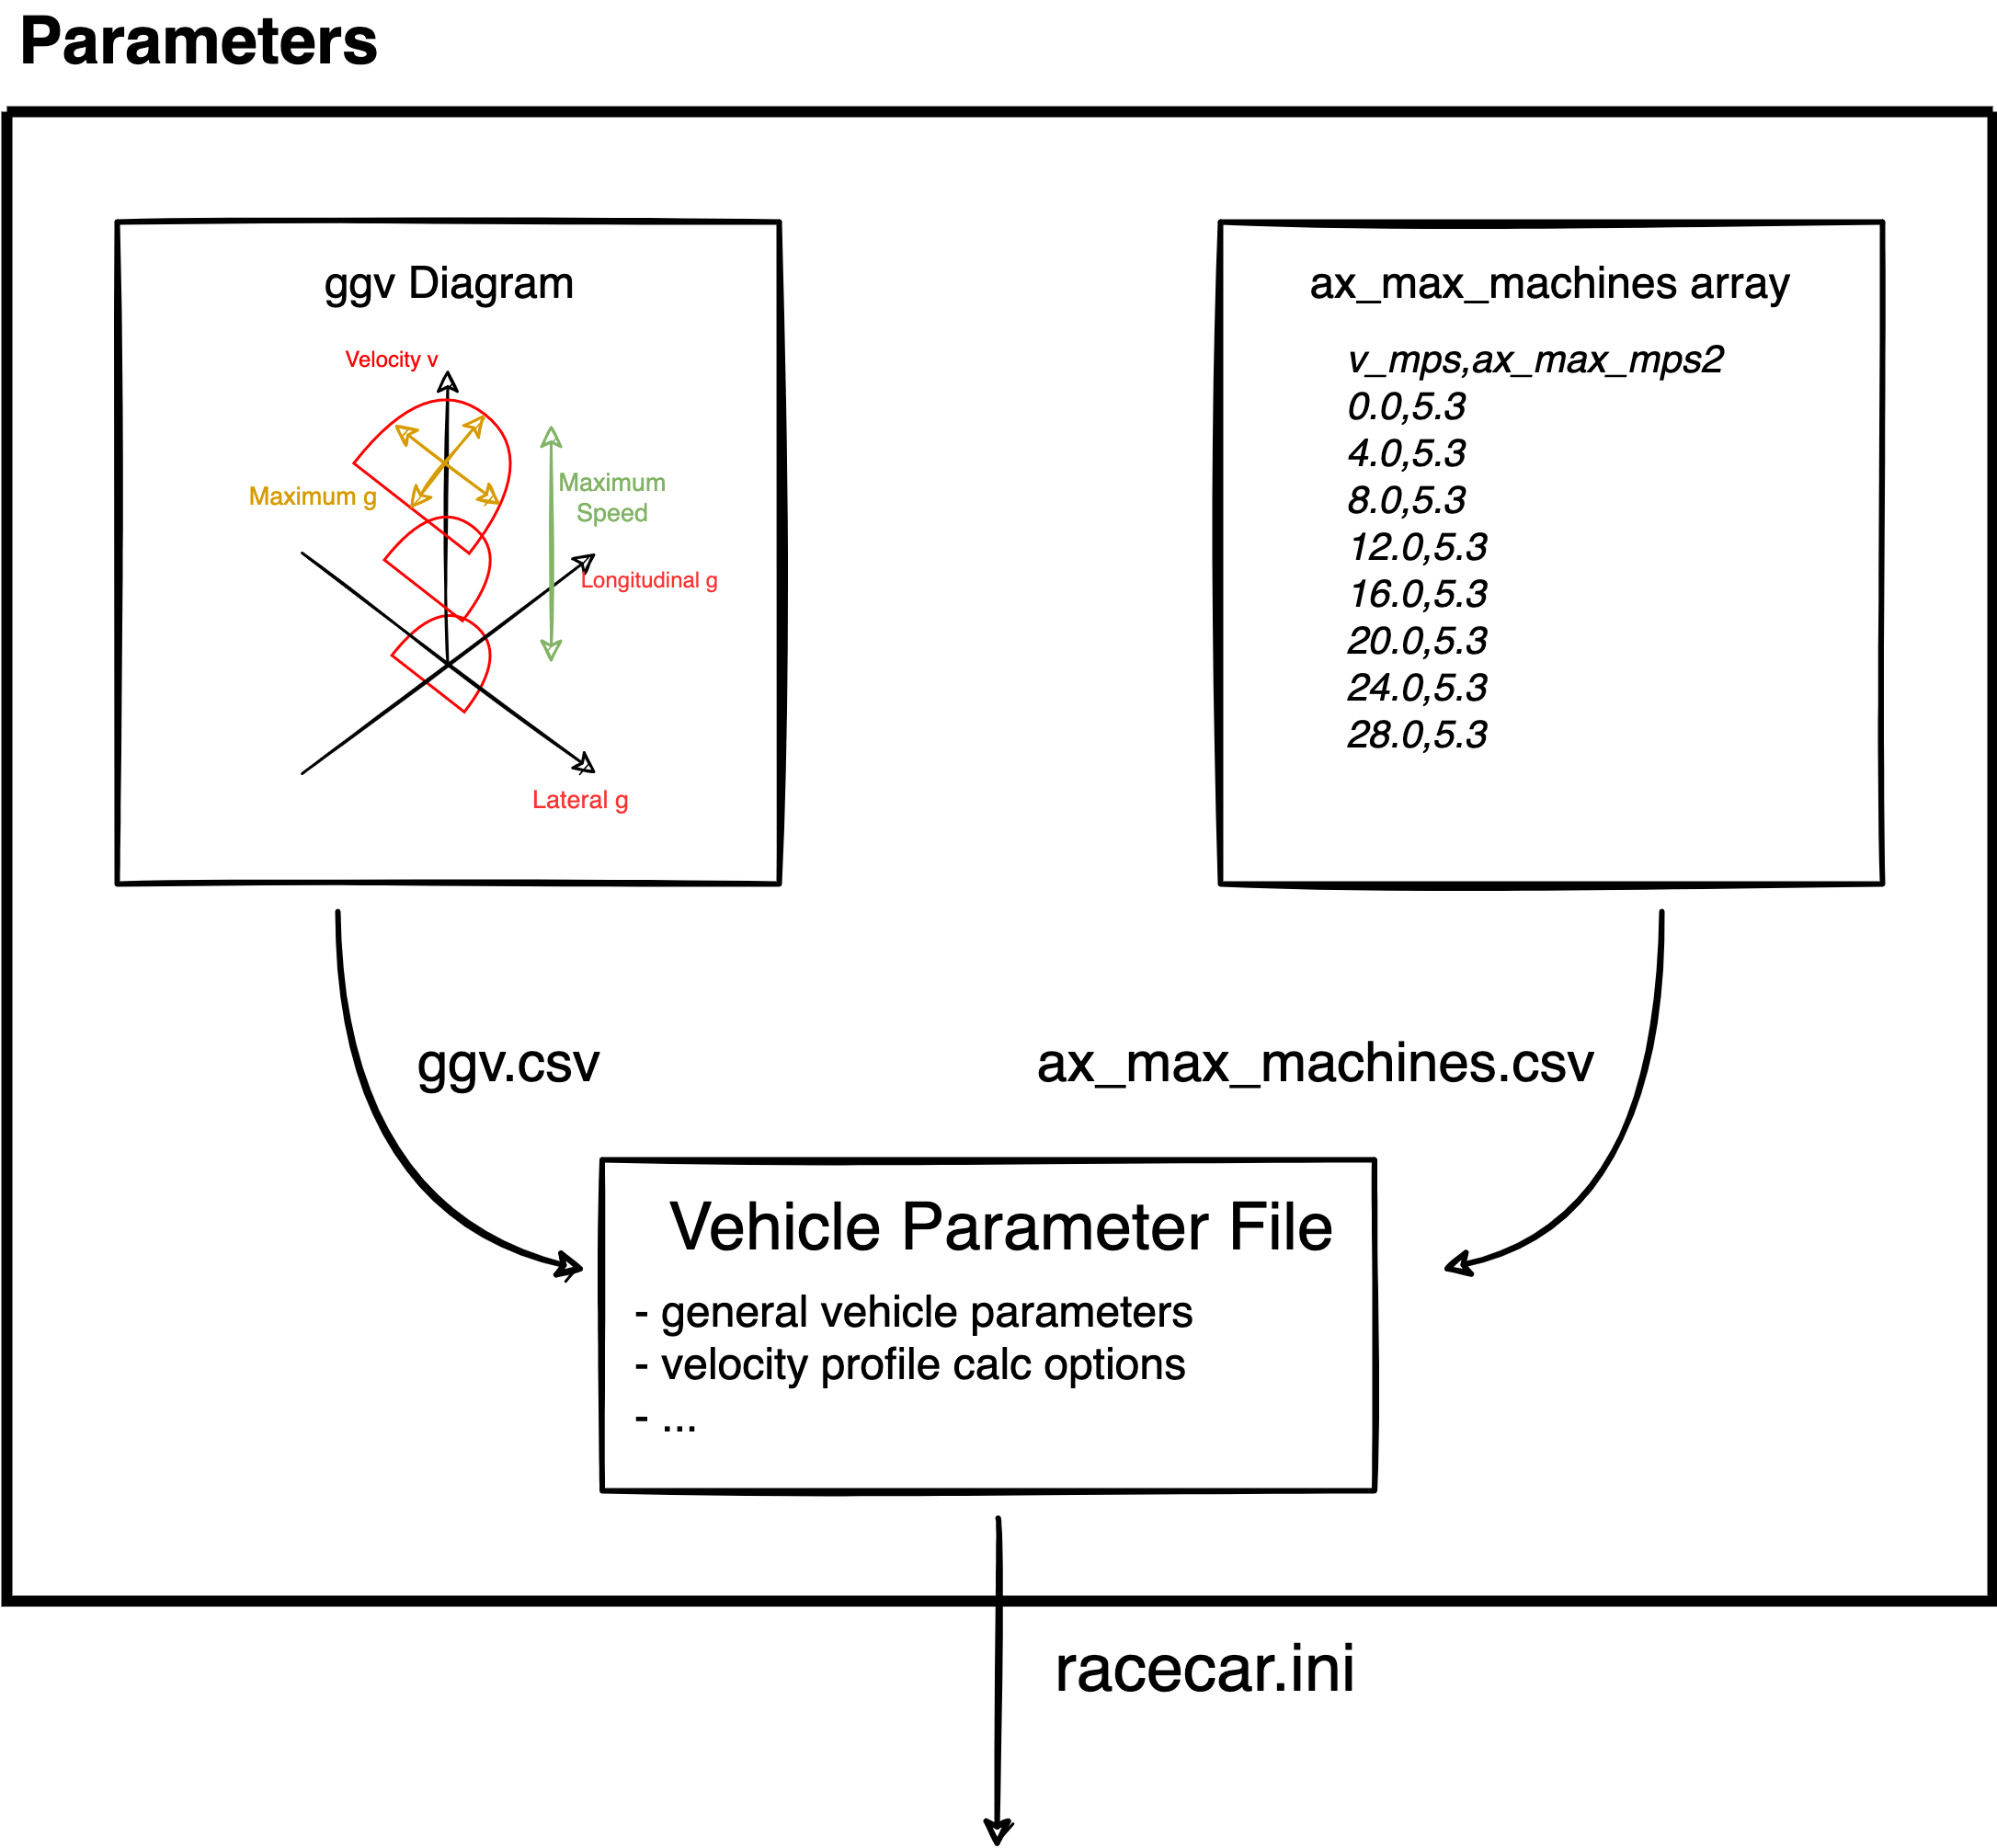 Parameters
ggv Diagram
Velocity v
Maximum g
Maximum
Speed
Longitudinal g
Lateral g
ax_max_machines array
v_mps,ax_max_mps2
0.0,5.3
4.0,5.3
8.0,5.3
12.0,5.3
16.0,5.3
20.0,5.3
24.0,5.3
28.0,5.3
ggv.csv
ax_max_machines.csv
Vehicle Parameter File
- general vehicle parameters
- velocity profile calc options
- ...
racecar.ini